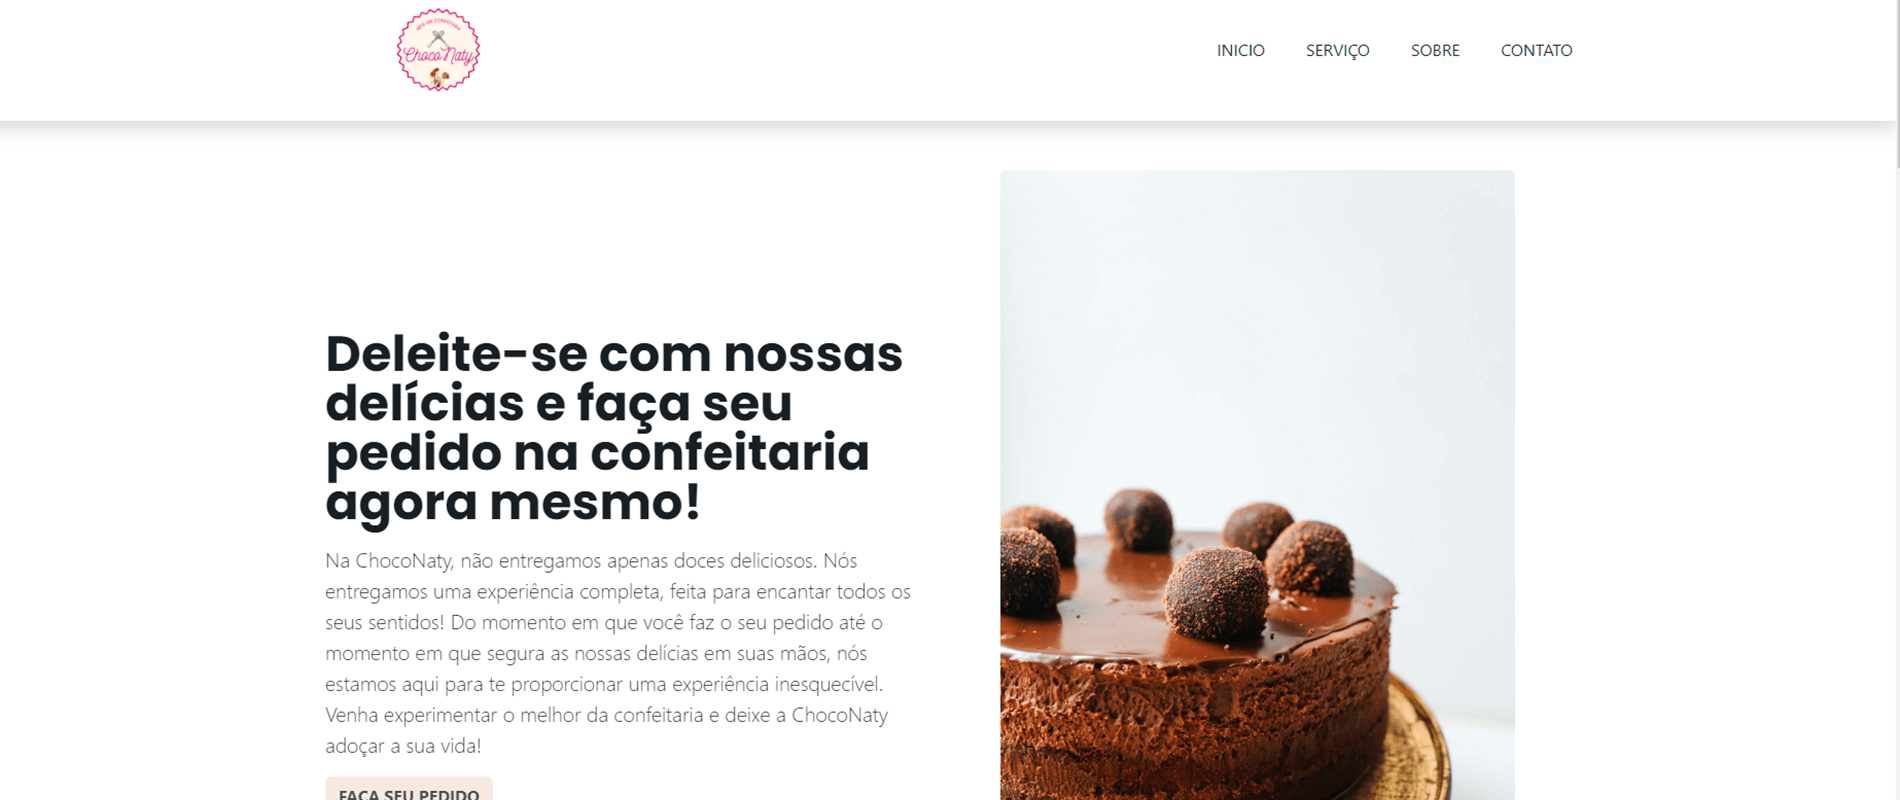 ARTE EM CONFEITARIA
ChocoNaty
INICIO
SERVIÇO
SOBRE
CONTATO
Deleite-se com nossas
delícias e faça seu
pedido na confeitaria
agora mesmo!
Na ChocoNaty, não entregamos apenas doces deliciosos. Nós
entregamos uma experiência completa, feita para encantar todos os
seus sentidos! Do momento em que você faz o seu pedido até o
momento em que segura as nossas delícias em suas mãos, nós
estamos aqui para te proporcionar uma experiência inesquecível.
Venha experimentar o melhor da confeitaria e deixe a ChocoNaty
adoçar a sua vida!
FAÇA SEU PEDIDO